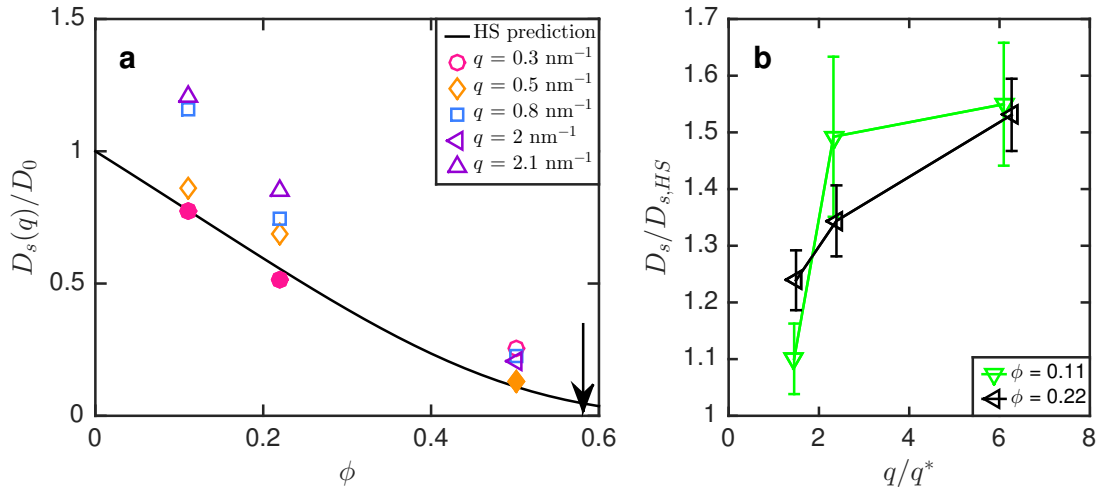 a
1.5
1
0.5
0
0
0.2
0.4
0.6
D_s(q)/D_0
ϕ
HS prediction
q = 0.3 nm⁻¹
q = 0.5 nm⁻¹
q = 0.8 nm⁻¹
q = 2 nm⁻¹
q = 2.1 nm⁻¹
b
1.7
1.6
1.5
1.4
1.3
1.2
1.1
1
0
2
4
6
8
D_s/D_{s,HS}
q/q*
ϕ = 0.11
ϕ = 0.22